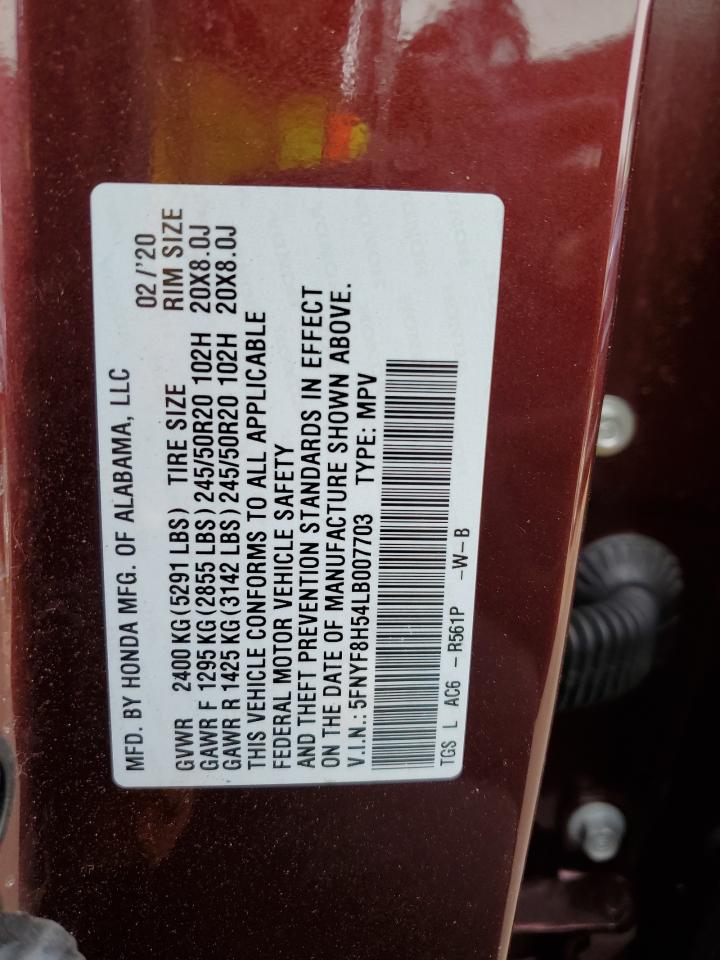 MFD. BY HONDA MFG. OF ALABAMA, LLC 02/'20
GVWR 2400 KG (5291 LBS) TIRE SIZE RIM SIZE
GAWR F 1295 KG (2855 LBS) 245/50R20 102H 20X8.0J
GAWR R 1425 KG (3142 LBS) 245/50R20 102H 20X8.0J
THIS VEHICLE CONFORMS TO ALL APPLICABLE
FEDERAL MOTOR VEHICLE SAFETY
AND THEFT PREVENTION STANDARDS IN EFFECT
ON THE DATE OF MANUFACTURE SHOWN ABOVE.
V.I.N.: 5FNYF8H54LB007703 TYPE: MPV
TGS L AC6 - R561P -W-B